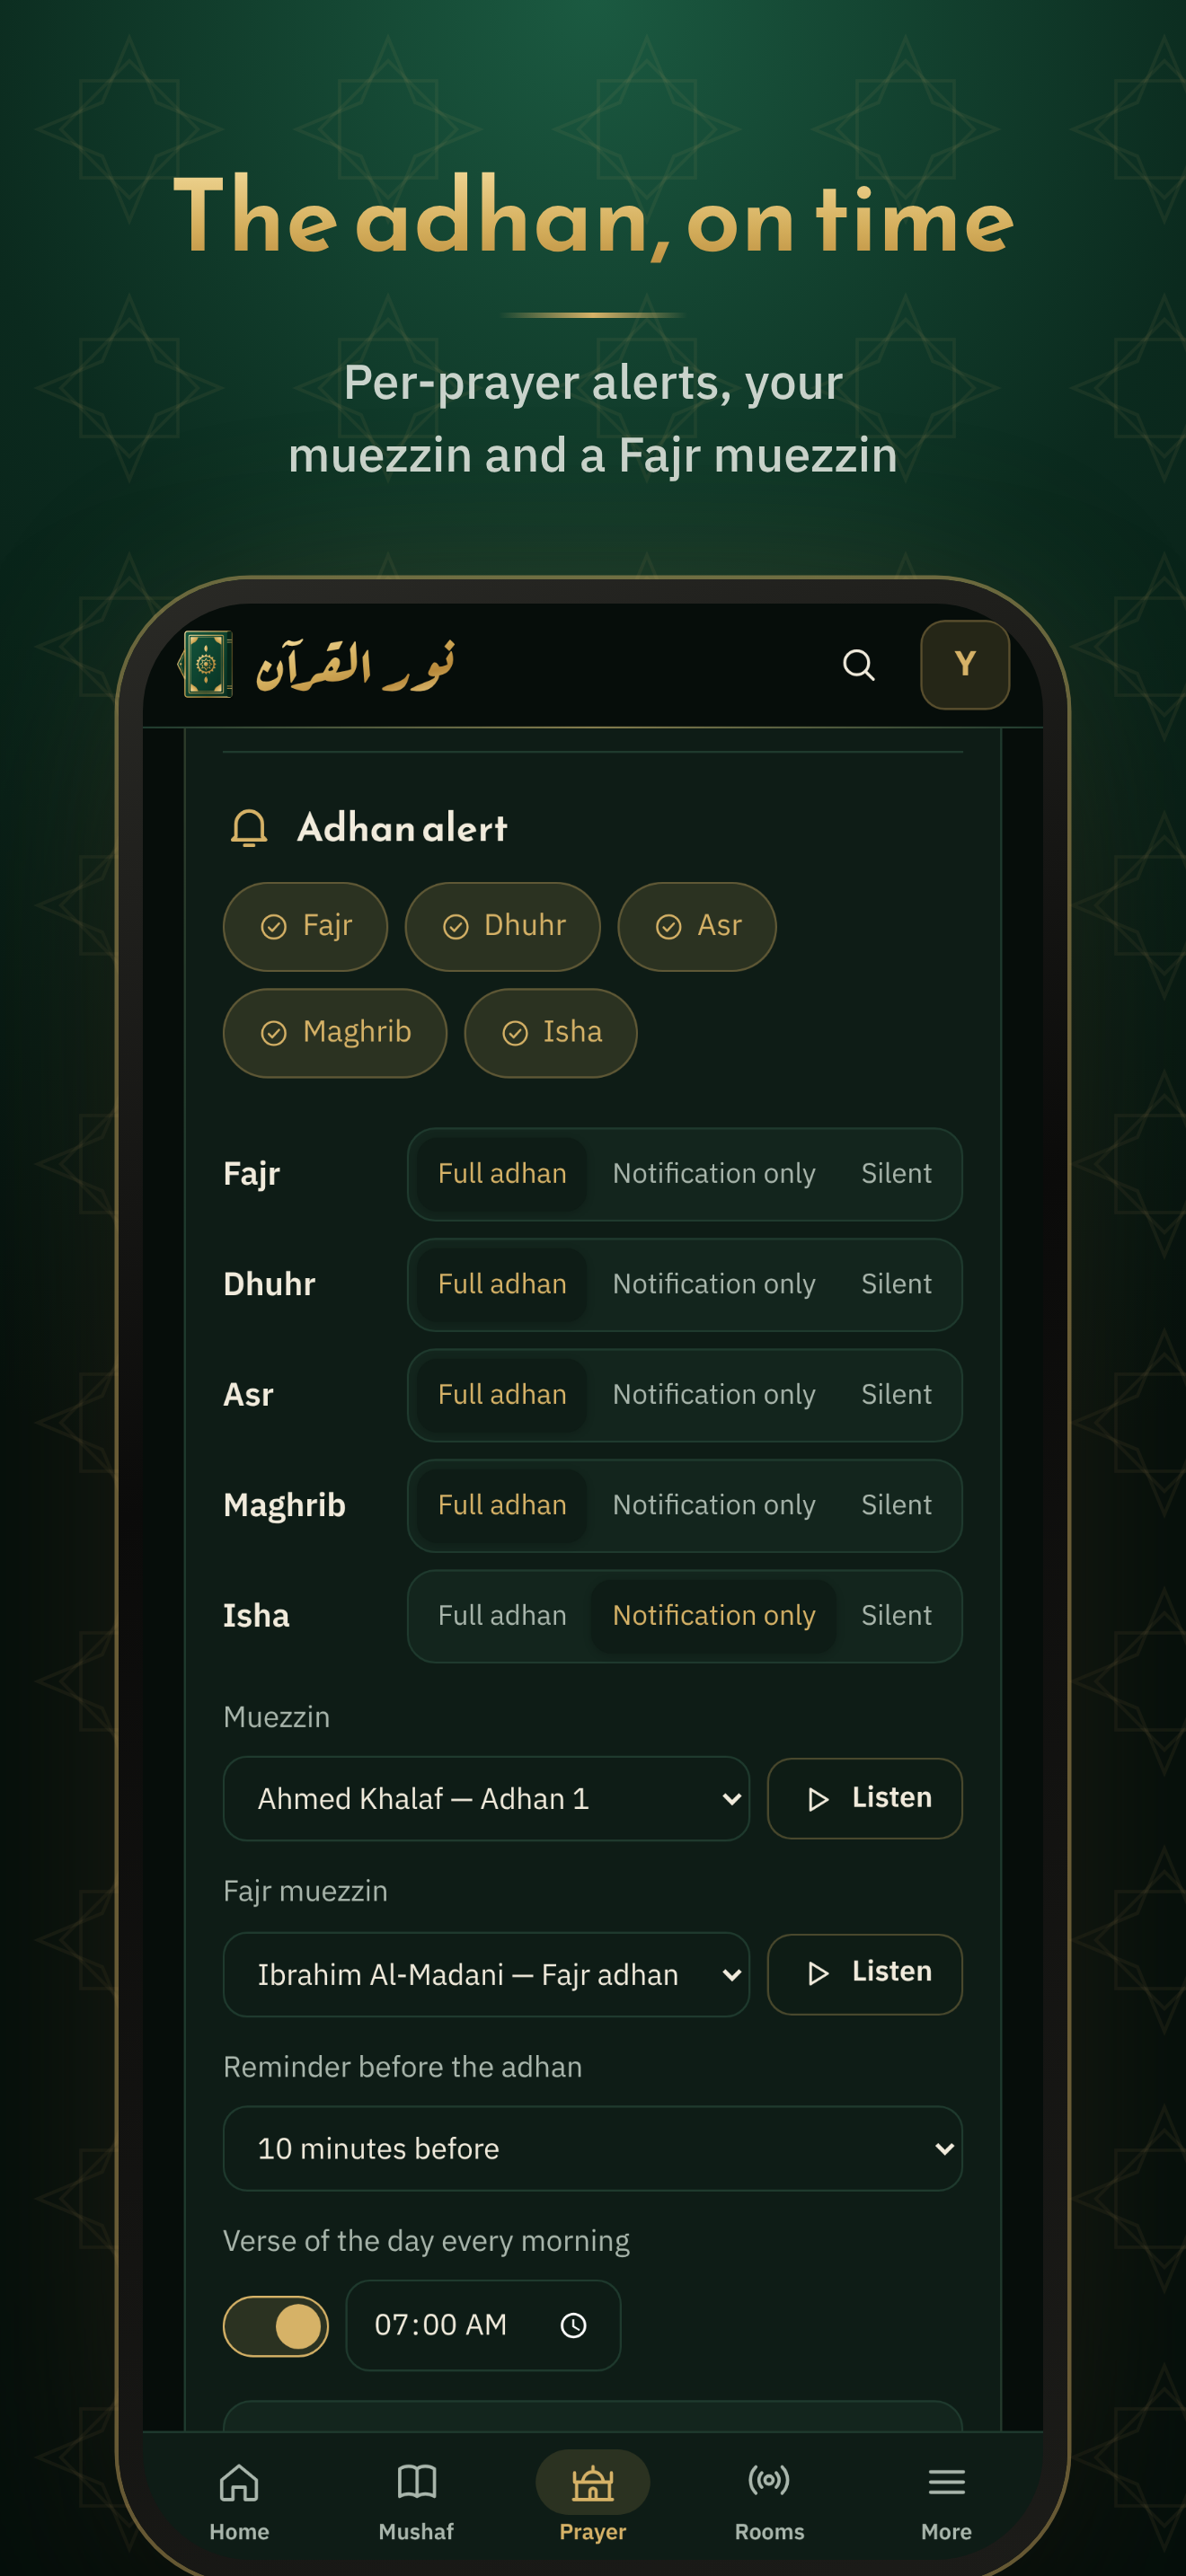 The adhan, on time
Per-prayer alerts, your
muezzin and a Fajr muezzin
نور القرآن
Y
Adhan alert
Fajr Dhuhr Asr
Maghrib Isha
Fajr Full adhan Notification only Silent
Dhuhr Full adhan Notification only Silent
Asr Full adhan Notification only Silent
Maghrib Full adhan Notification only Silent
Isha Full adhan Notification only Silent
Muezzin
Ahmed Khalaf — Adhan 1 Listen
Fajr muezzin
Ibrahim Al-Madani — Fajr adhan Listen
Reminder before the adhan
10 minutes before
Verse of the day every morning
07:00 AM
Home Mushaf Prayer Rooms More